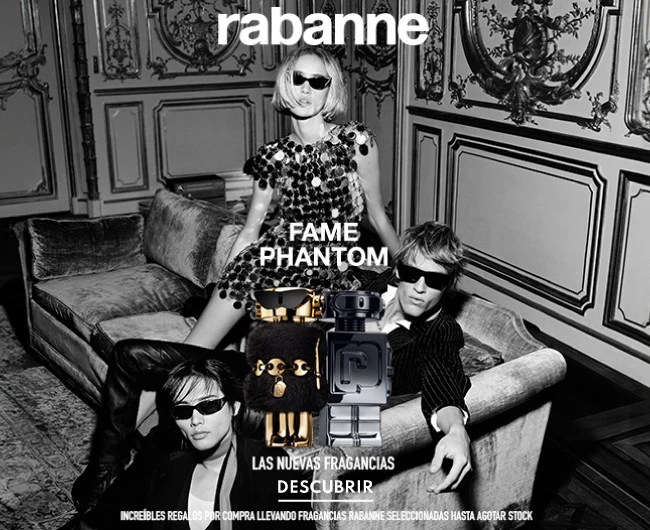 rabanne
FAME
PHANTOM
LAS NUEVAS FRAGANCIAS
DESCUBRIR
INCREÍBLES REGALOS POR COMPRA LLEVANDO FRAGANCIAS RABANNE SELECCIONADAS HASTA AGOTAR STOCK